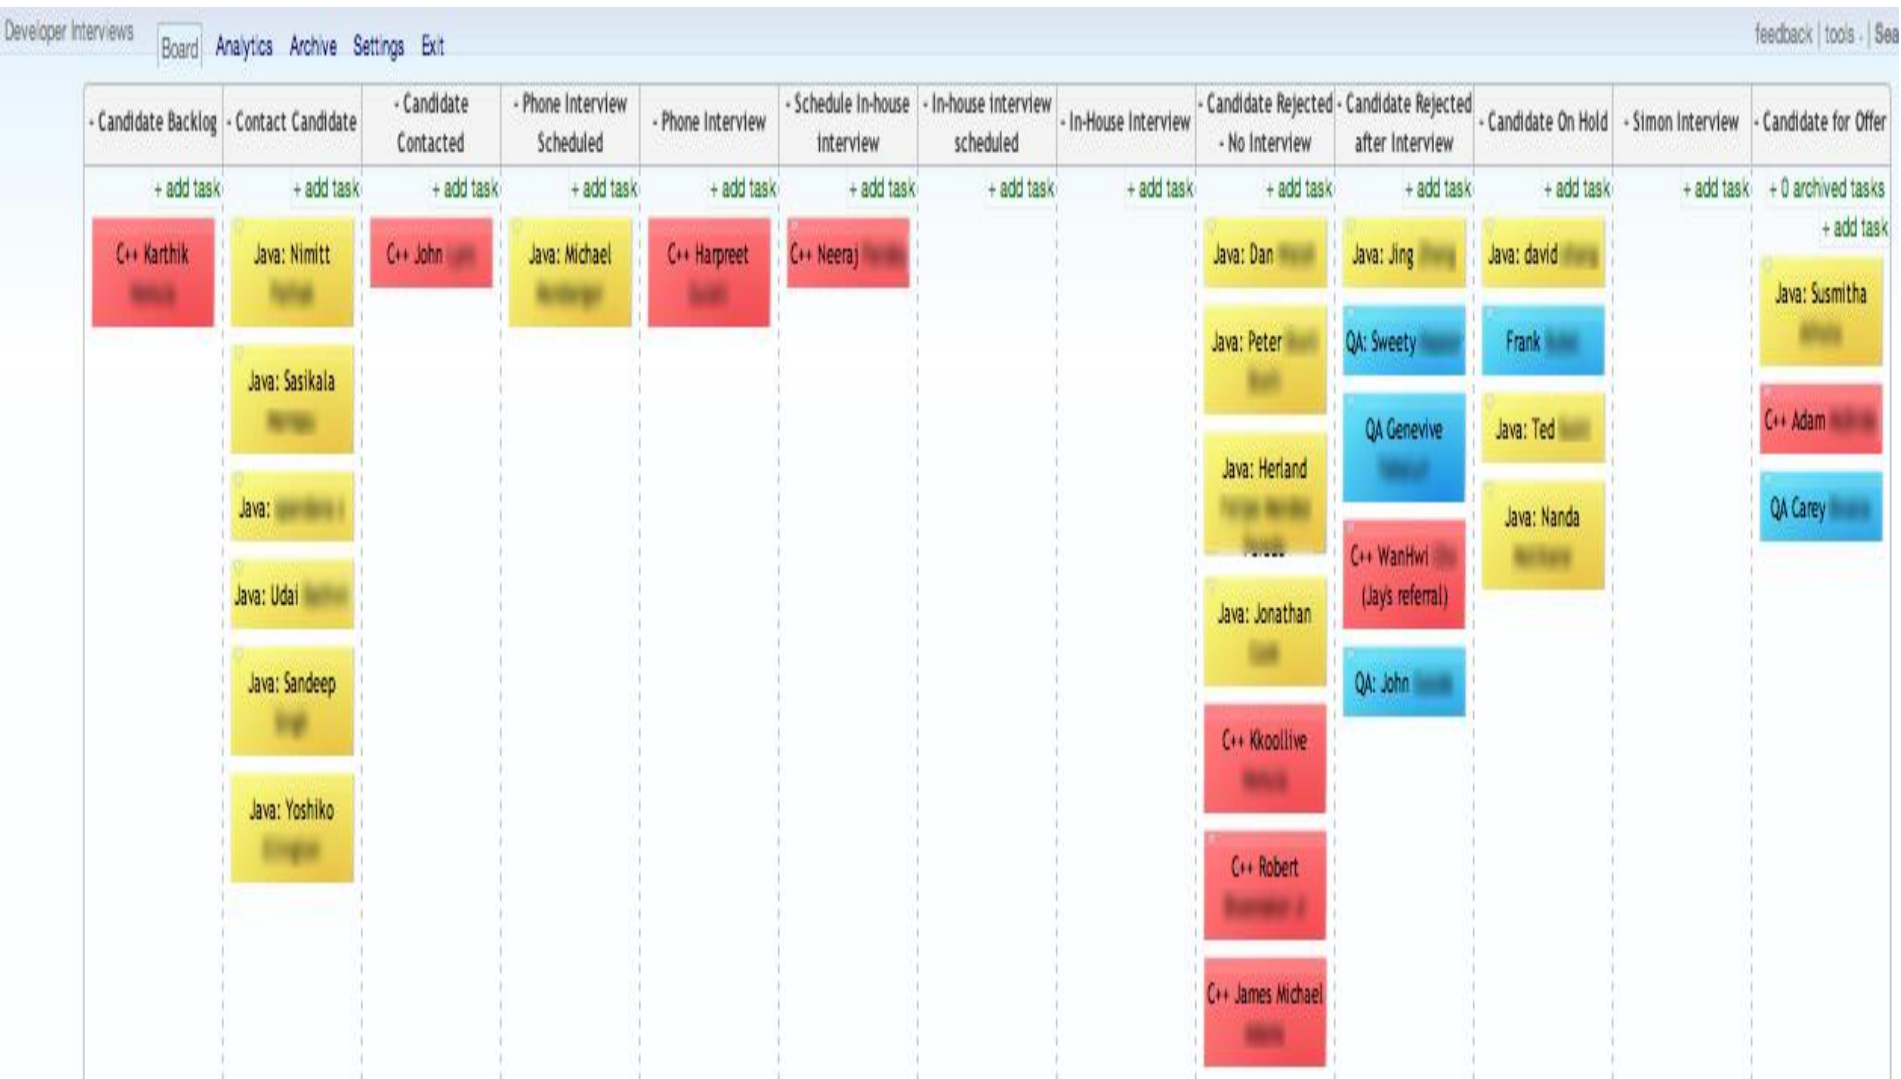 Developer Interviews
Board Analytics Archive Settings Exit
feedback | tools - | Sea
- Candidate Backlog
- Contact Candidate
- Candidate
Contacted
- Phone Interview
Scheduled
- Phone Interview
- Schedule In-house
interview
- In-house interview
scheduled
- In-House Interview
- Candidate Rejected
- No Interview
- Candidate Rejected
after Interview
- Candidate On Hold
- Simon Interview
- Candidate for Offer
+ add task
C++ Karthik
+ add task
Java: Nimitt
Java: Sasikala
Java:
Java: Udai
Java: Sandeep
Java: Yoshiko
+ add task
C++ John
+ add task
Java: Michael
+ add task
C++ Harpreet
+ add task
C++ Neeraj
+ add task
+ add task
+ add task
Java: Dan
Java: Peter
Java: Herland
Java: Jonathan
C++ Kkoollive
C++ Robert
C++ James Michael
+ add task
Java: Jing
QA: Sweety
QA Genevive
C++ WanHwi
(Jay's referral)
QA: John
+ add task
Java: david
Frank
Java: Ted
Java: Nanda
+ add task
+ 0 archived tasks
+ add task
Java: Susmitha
C++ Adam
QA Carey